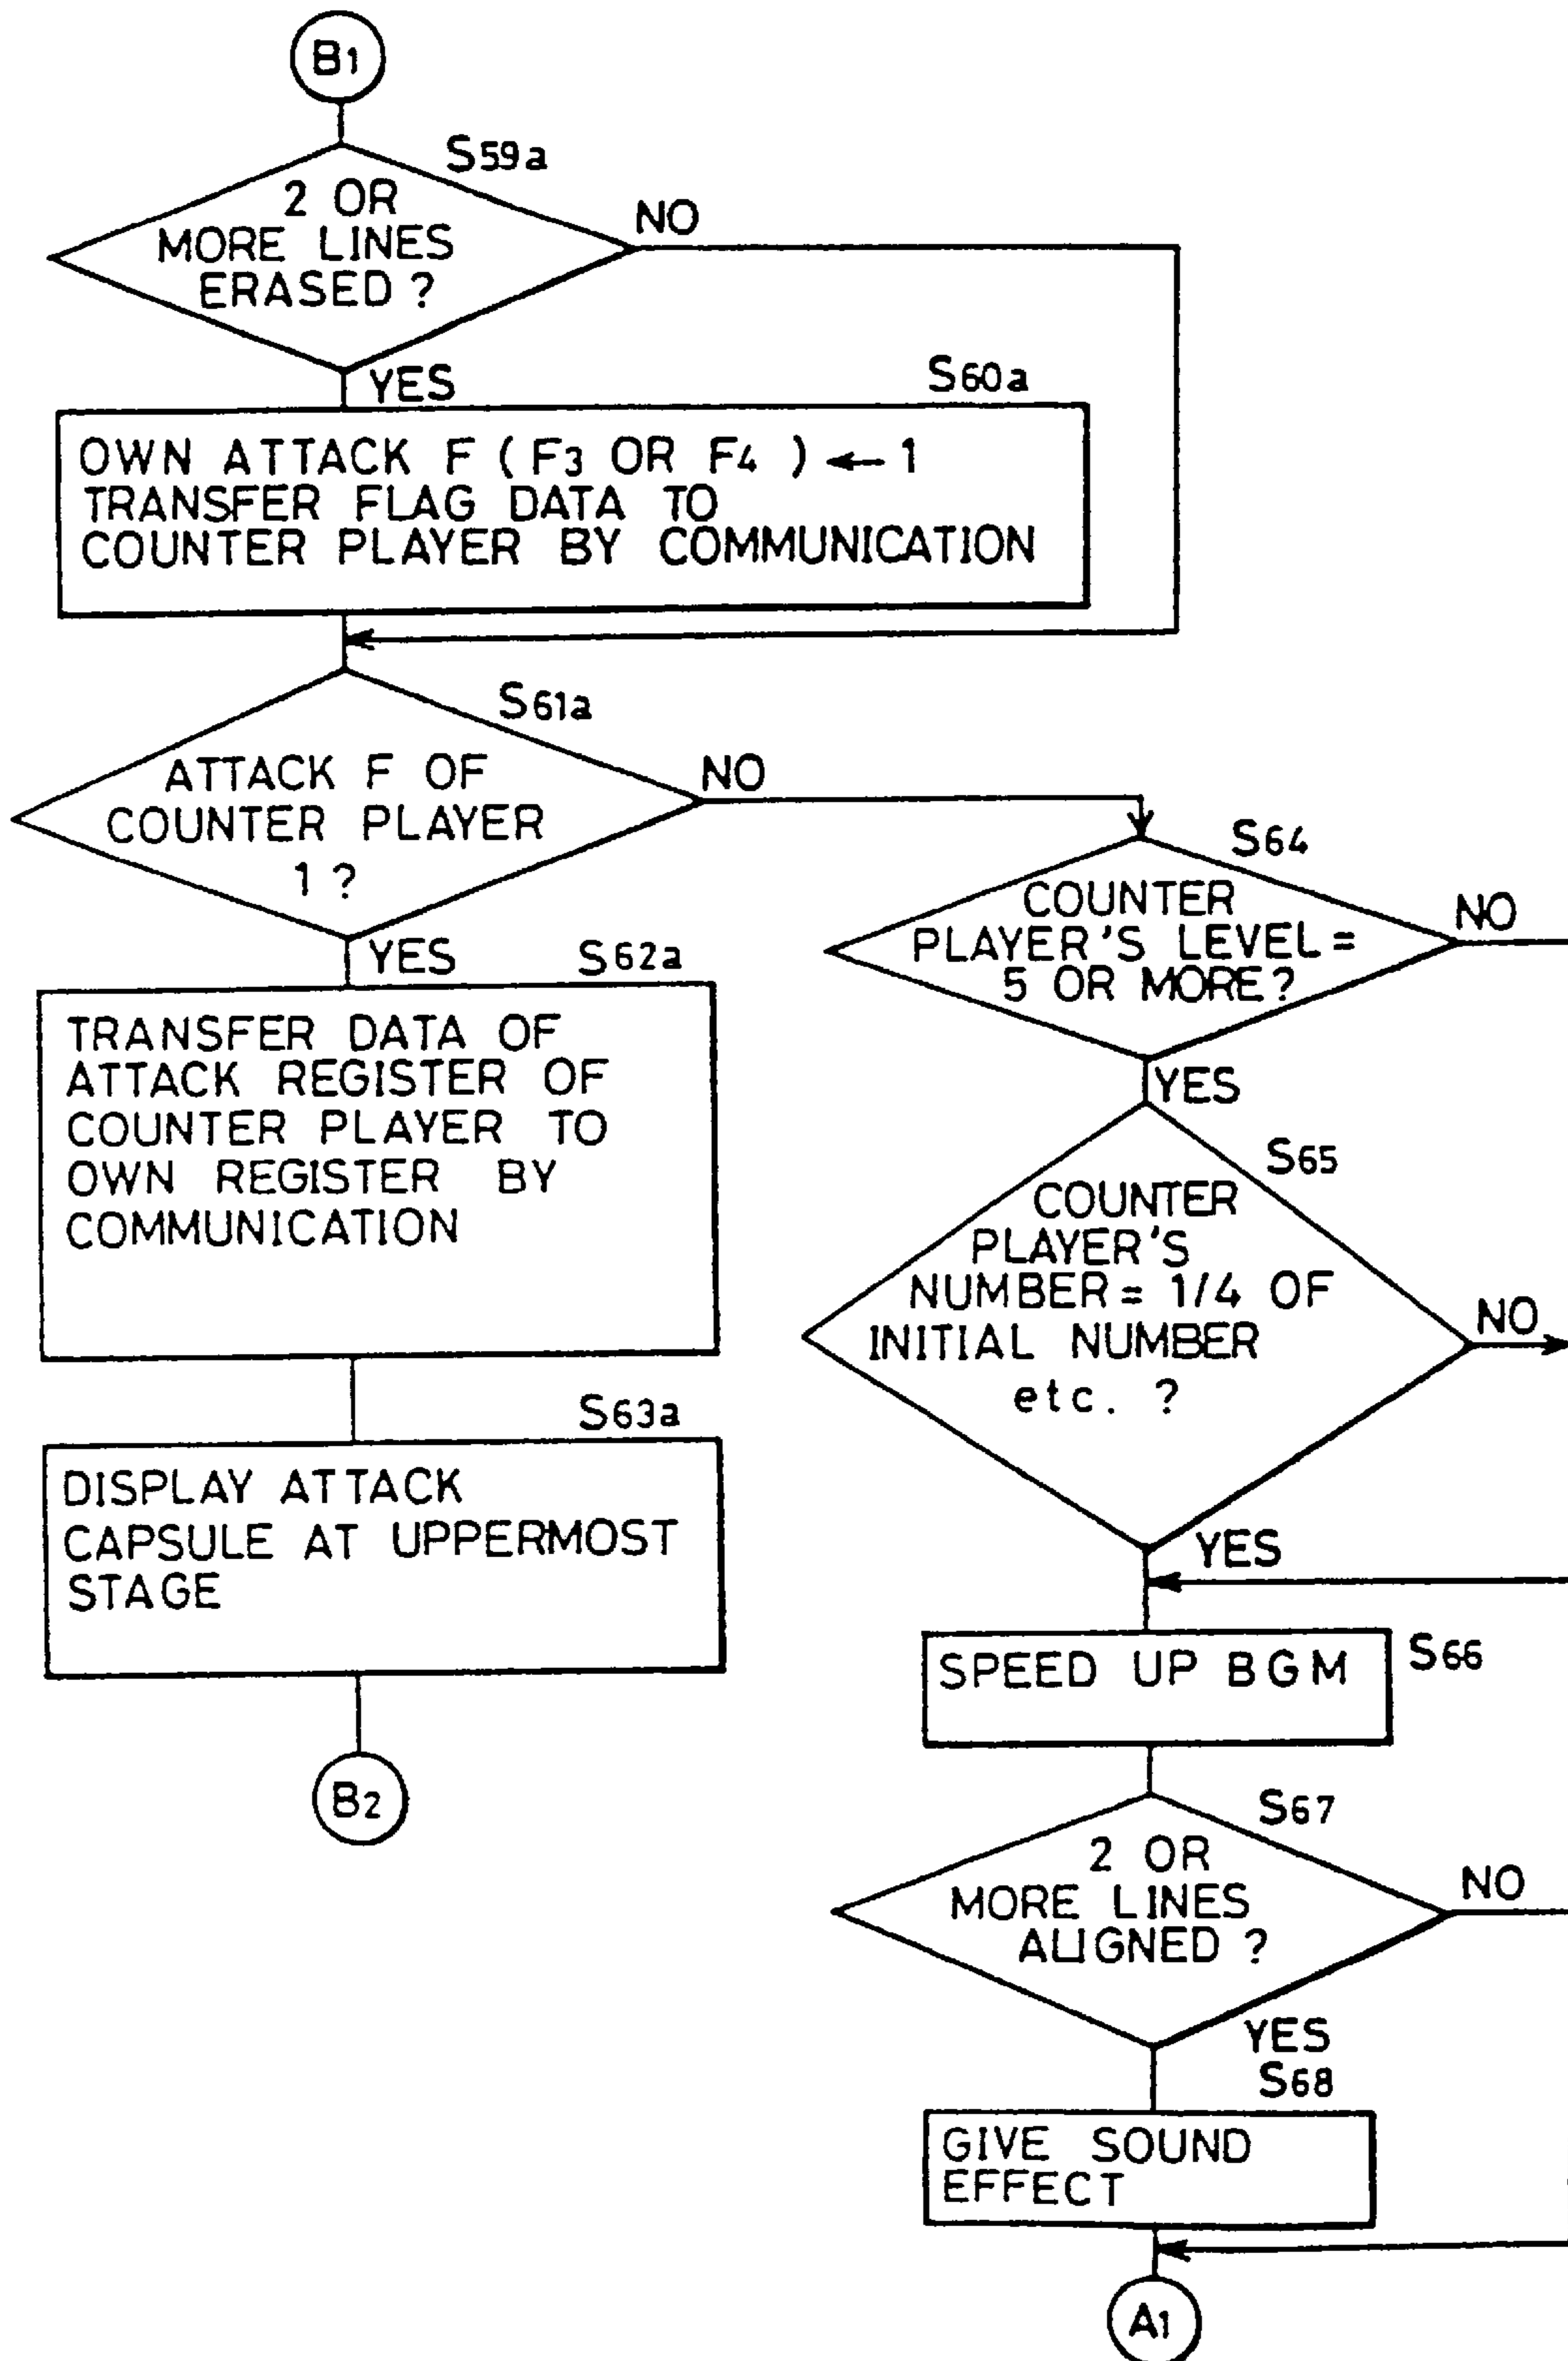 B1
S59a
2 OR
MORE LINES
ERASED ?
NO
YES
S60a
OWN ATTACK F ( F3 OR F4 ) ← 1
TRANSFER FLAG DATA TO
COUNTER PLAYER BY COMMUNICATION
S61a
ATTACK F OF
COUNTER PLAYER
1 ?
NO
YES
S62a
TRANSFER DATA OF
ATTACK REGISTER OF
COUNTER PLAYER TO
OWN REGISTER BY
COMMUNICATION
S63a
DISPLAY ATTACK
CAPSULE AT UPPERMOST
STAGE
B2
S64
COUNTER
PLAYER'S LEVEL =
5 OR MORE?
NO
YES
S65
COUNTER
PLAYER'S
NUMBER = 1/4 OF
INITIAL NUMBER
etc. ?
NO
YES
SPEED UP BGM
S66
S67
2 OR
MORE LINES
ALIGNED ?
NO
YES
S68
GIVE SOUND
EFFECT
A1